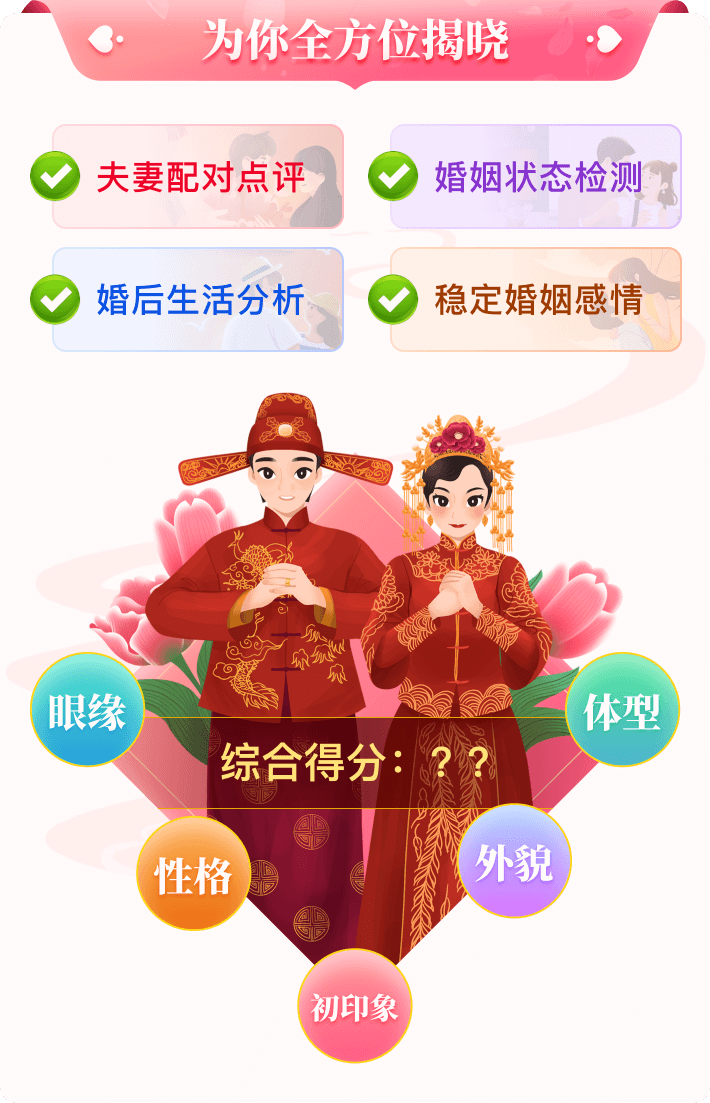 为你全方位揭晓
夫妻配对点评
婚姻状态检测
婚后生活分析
稳定婚姻感情
眼缘
体型
综合得分：？？
性格
外貌
初印象